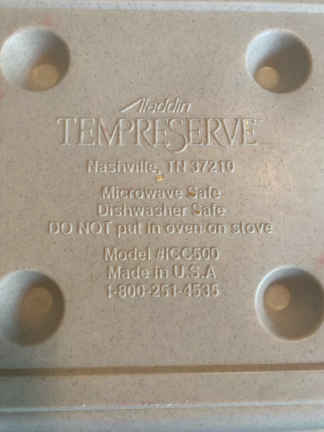 Aladdin
TEMPRESERVE
Nashville, TN 37210
Microwave Safe
Dishwasher Safe
DO NOT put in oven on stove
Model #ICC500
Made in U.S.A
1-800-251-4535